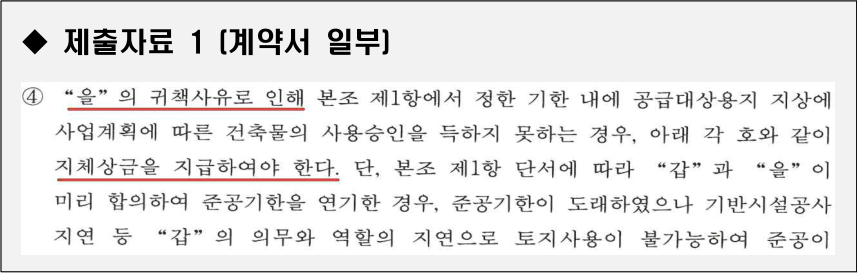 ◆ 제출자료 1 (계약서 일부)
④ “을”의 귀책사유로 인해 본조 제1항에서 정한 기한 내에 공급대상용지 지상에
사업계획에 따른 건축물의 사용승인을 득하지 못하는 경우, 아래 각 호와 같이
지체상금을 지급하여야 한다. 단, 본조 제1항 단서에 따라 “갑”과 “을”이
미리 합의하여 준공기한을 연기한 경우, 준공기한이 도래하였으나 기반시설공사
지연 등 “갑”의 의무와 역할의 지연으로 토지사용이 불가능하여 준공이